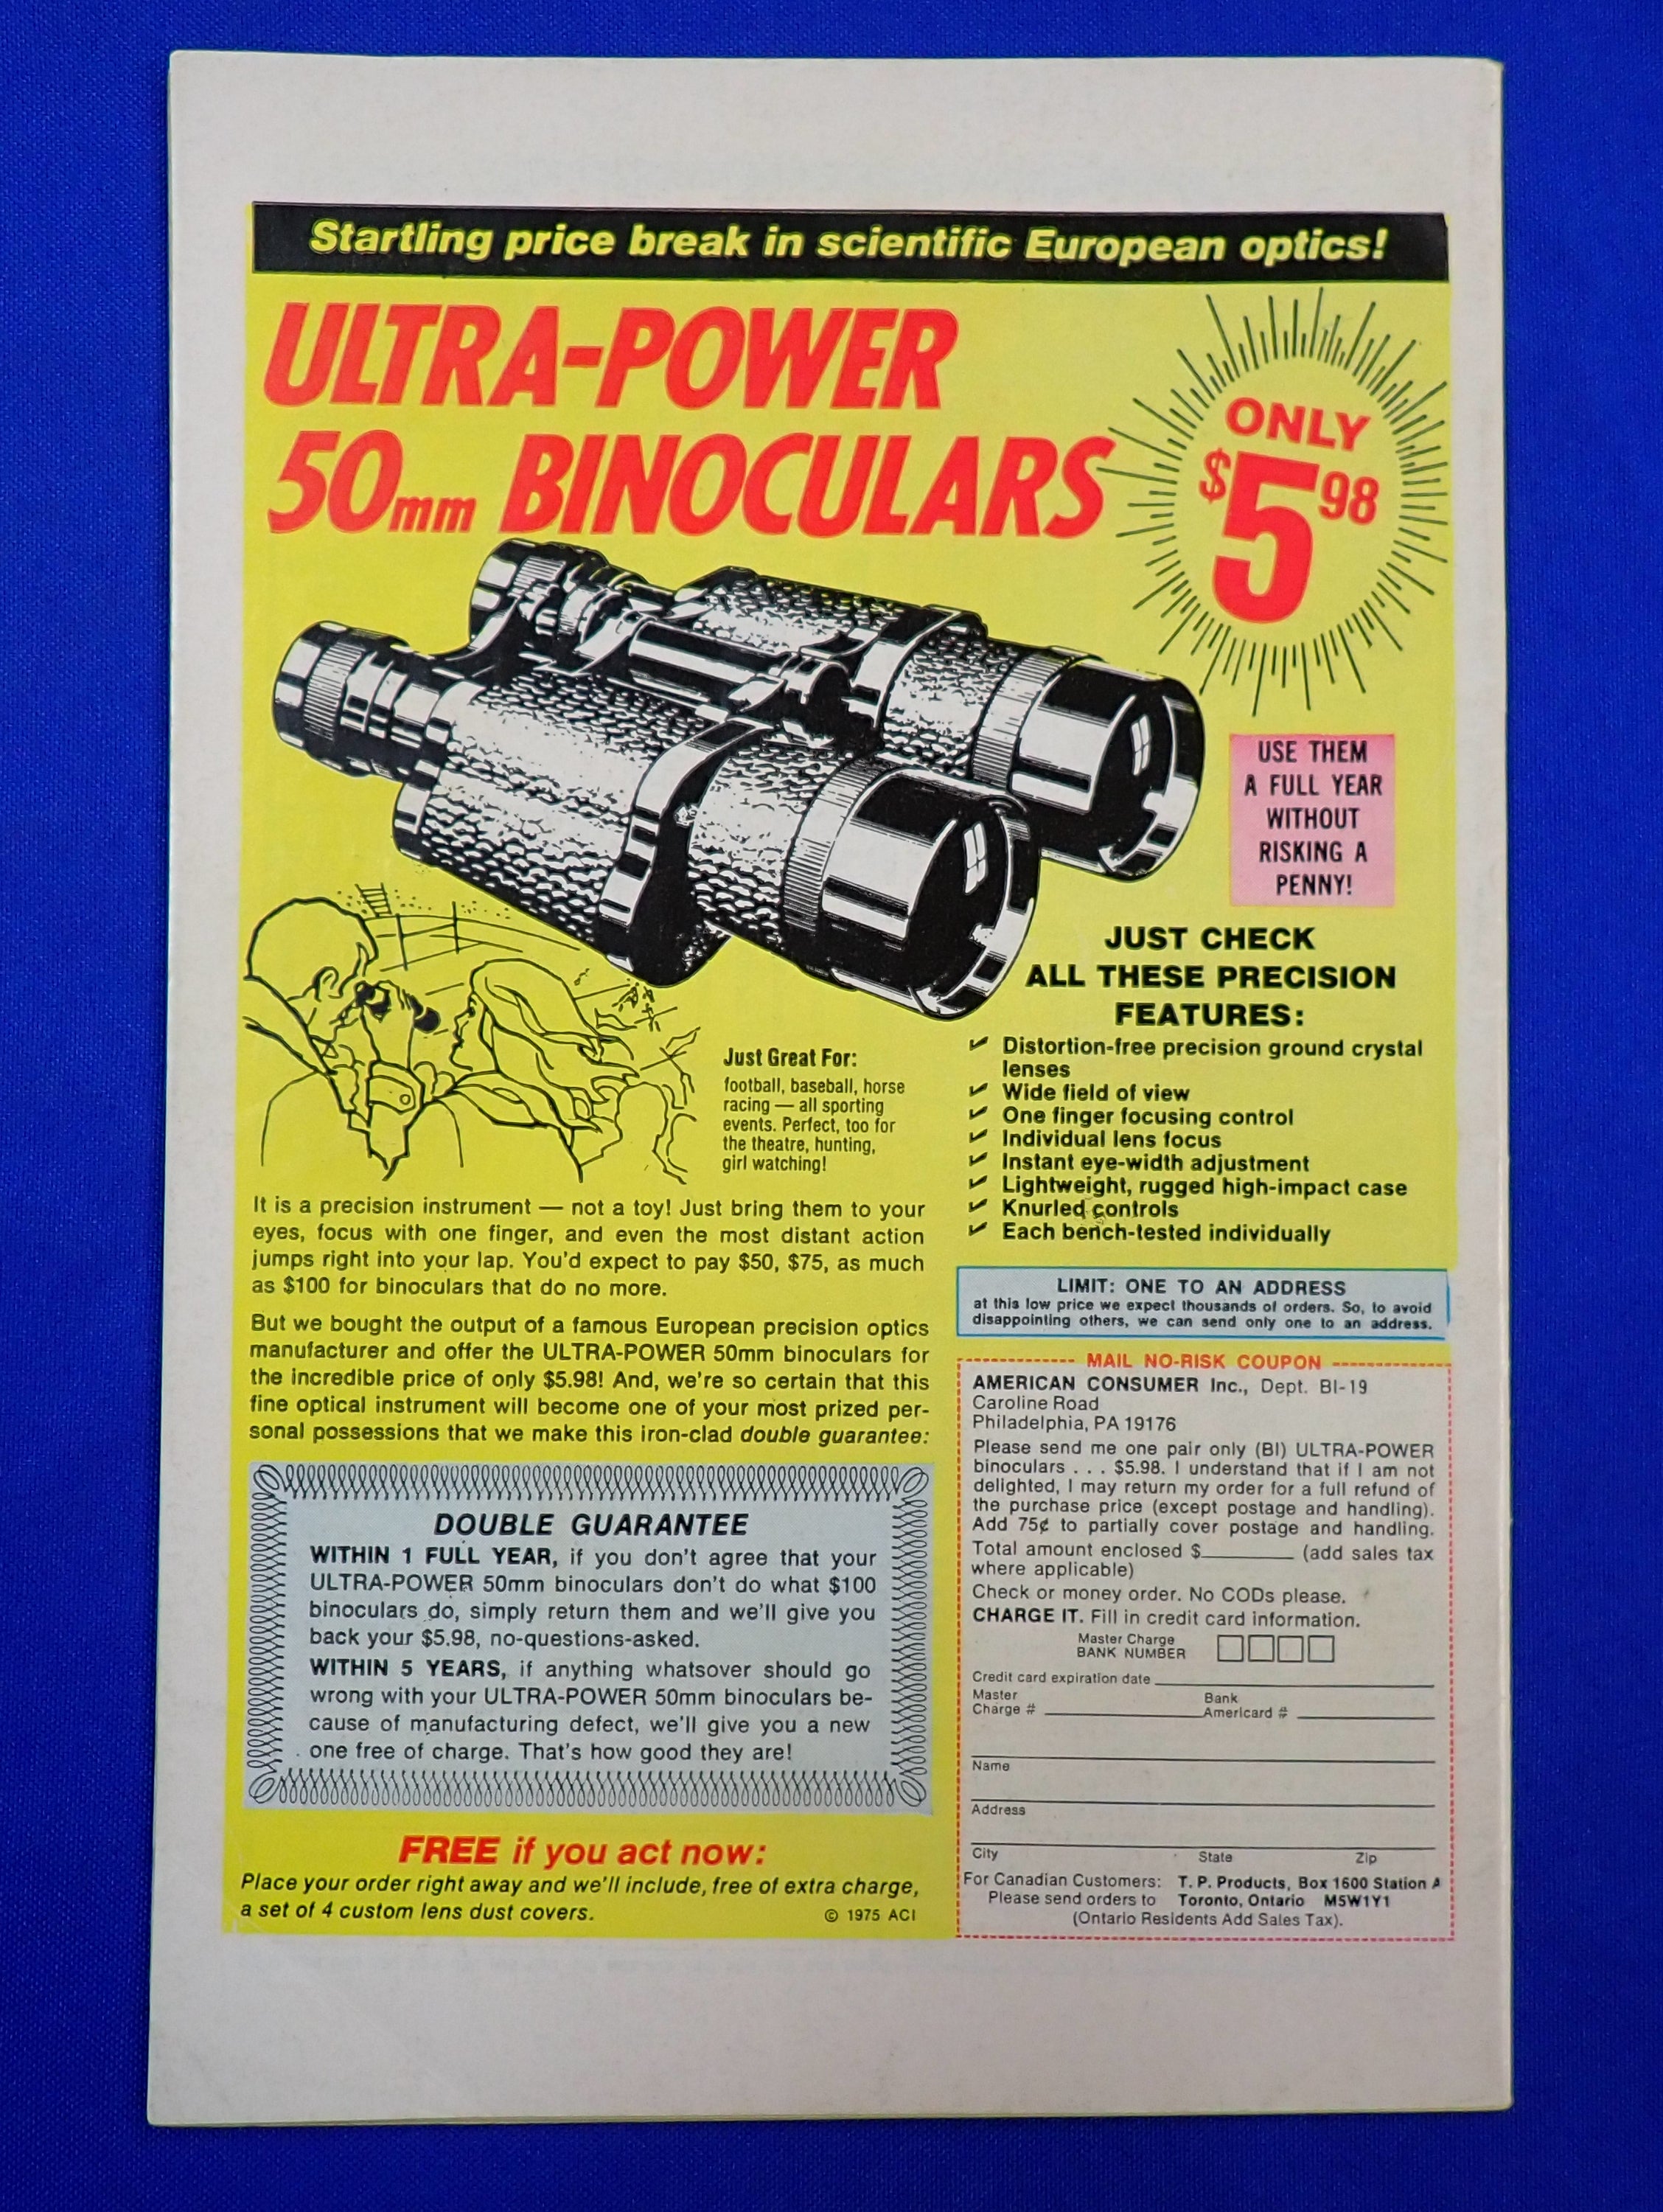 Startling price break in scientific European optics!
ULTRA-POWER
50mm BINOCULARS
ONLY
$5 98
USE THEM
A FULL YEAR
WITHOUT
RISKING A
PENNY!
JUST CHECK
ALL THESE PRECISION
FEATURES:
✔ Distortion-free precision ground crystal
lenses
✔ Wide field of view
✔ One finger focusing control
✔ Individual lens focus
✔ Instant eye-width adjustment
✔ Lightweight, rugged high-impact case
✔ Knurled controls
✔ Each bench-tested individually
Just Great For:
football, baseball, horse
racing — all sporting
events. Perfect, too for
the theatre, hunting,
girl watching!
It is a precision instrument — not a toy! Just bring them to your
eyes, focus with one finger, and even the most distant action
jumps right into your lap. You'd expect to pay $50, $75, as much
as $100 for binoculars that do no more.
But we bought the output of a famous European precision optics
manufacturer and offer the ULTRA-POWER 50mm binoculars for
the incredible price of only $5.98! And, we're so certain that this
fine optical instrument will become one of your most prized per-
sonal possessions that we make this iron-clad double guarantee:
DOUBLE GUARANTEE
WITHIN 1 FULL YEAR, if you don't agree that your
ULTRA-POWER 50mm binoculars don't do what $100
binoculars do, simply return them and we'll give you
back your $5.98, no-questions-asked.
WITHIN 5 YEARS, if anything whatsover should go
wrong with your ULTRA-POWER 50mm binoculars be-
cause of manufacturing defect, we'll give you a new
one free of charge. That's how good they are!
FREE if you act now:
Place your order right away and we'll include, free of extra charge,
a set of 4 custom lens dust covers.
© 1975 ACI
LIMIT: ONE TO AN ADDRESS
at this low price we expect thousands of orders. So, to avoid
disappointing others, we can send only one to an address.
MAIL NO-RISK COUPON
AMERICAN CONSUMER Inc., Dept. BI-19
Caroline Road
Philadelphia, PA 19176
Please send me one pair only (BI) ULTRA-POWER
binoculars . . . $5.98. I understand that if I am not
delighted, I may return my order for a full refund of
the purchase price (except postage and handling).
Add 75¢ to partially cover postage and handling.
Total amount enclosed $________ (add sales tax
where applicable)
Check or money order. No CODs please.
CHARGE IT. Fill in credit card information.
Master Charge
BANK NUMBER
Credit card expiration date
Master Bank
Charge # Americard #
Name
Address
City State Zip
For Canadian Customers: T. P. Products, Box 1600 Station A
Please send orders to Toronto, Ontario M5W1Y1
(Ontario Residents Add Sales Tax).